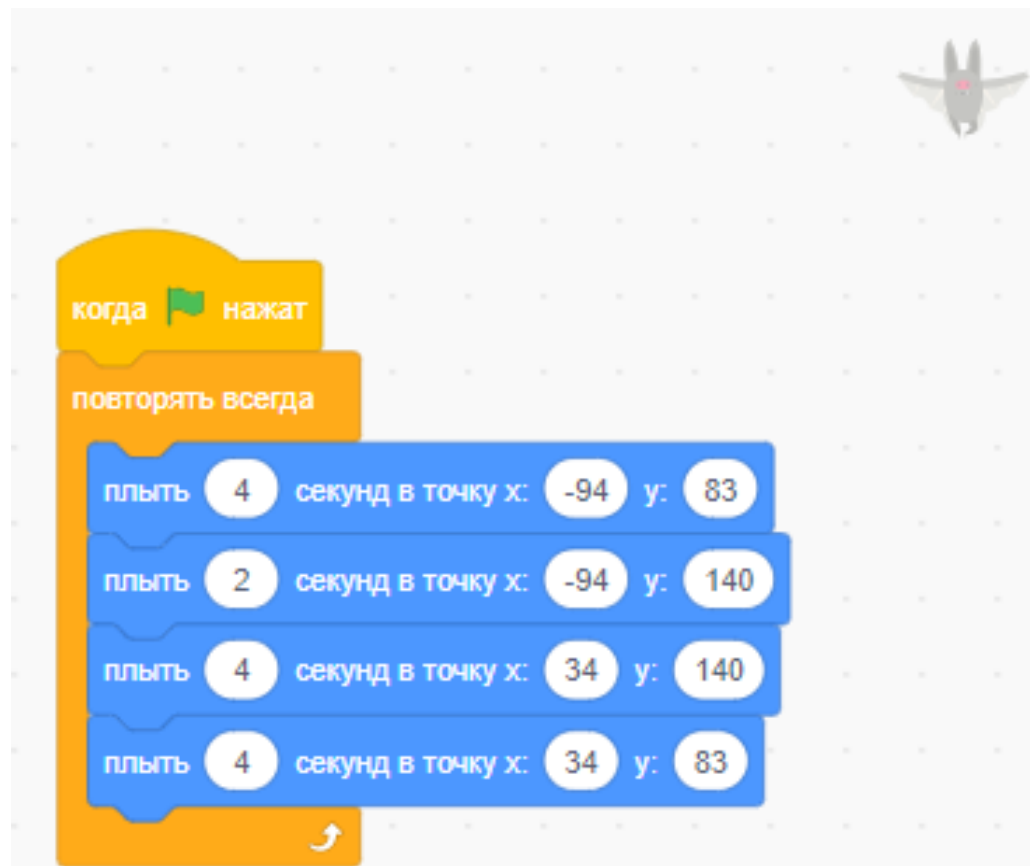 когда нажат
повторять всегда
плыть 4 секунд в точку x: -94 y: 83
плыть 2 секунд в точку x: -94 y: 140
плыть 4 секунд в точку x: 34 y: 140
плыть 4 секунд в точку x: 34 y: 83